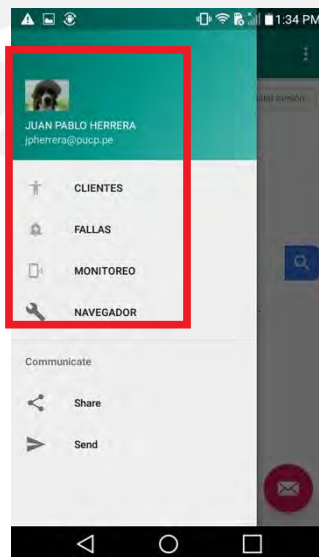 1:34 PM
JUAN PABLO HERRERA
jpherrera@pucp.pe
CLIENTES
FALLAS
MONITOREO
NAVEGADOR
Communicate
Share
Send